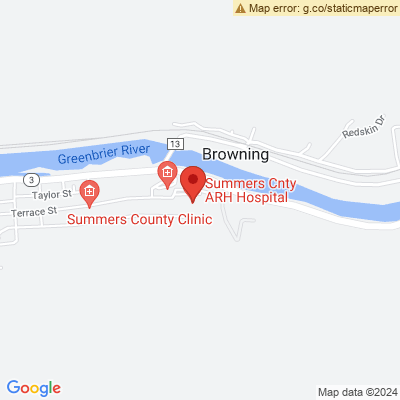 Map error: g.co/staticmaperror
Redskin Dr
13
Greenbrier River
Browning
3
Taylor St
Summers Cnty
ARH Hospital
Terrace St
Summers County Clinic
Google
Map data ©2024